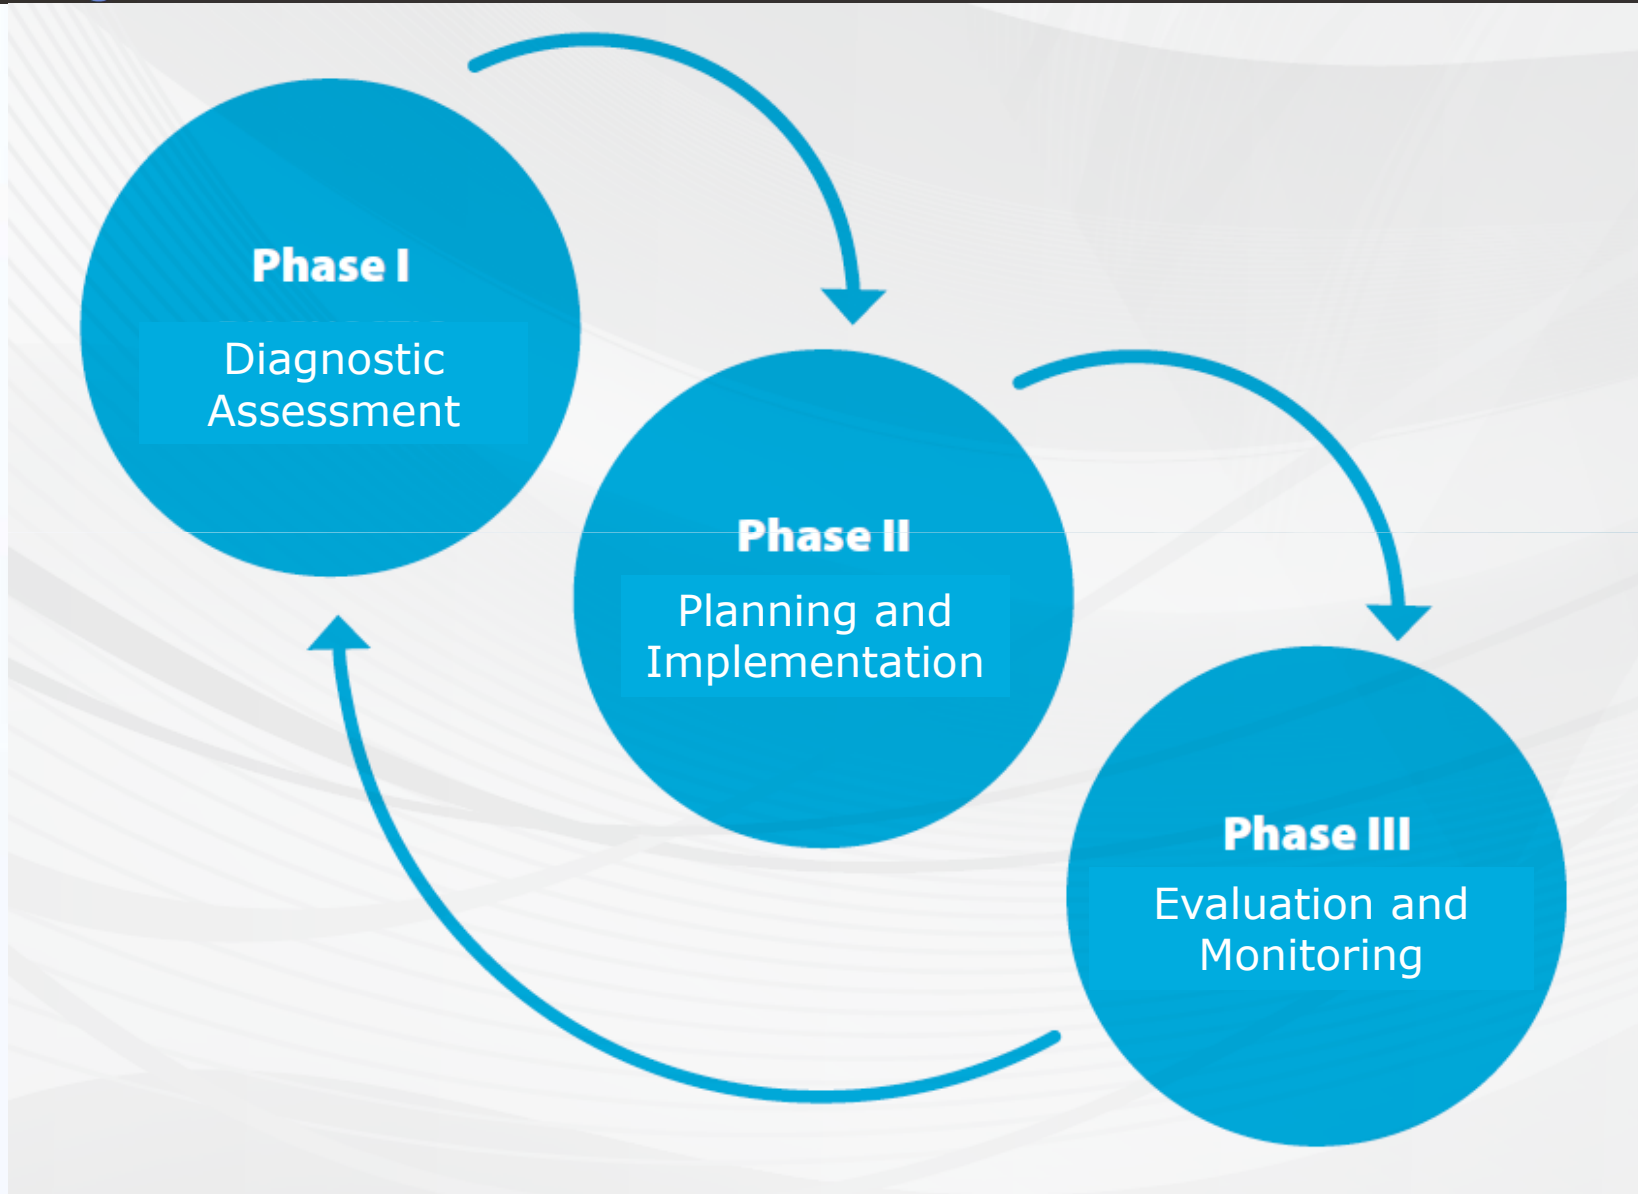 Phase I
Diagnostic
Assessment
Phase II
Planning and
Implementation
Phase III
Evaluation and
Monitoring